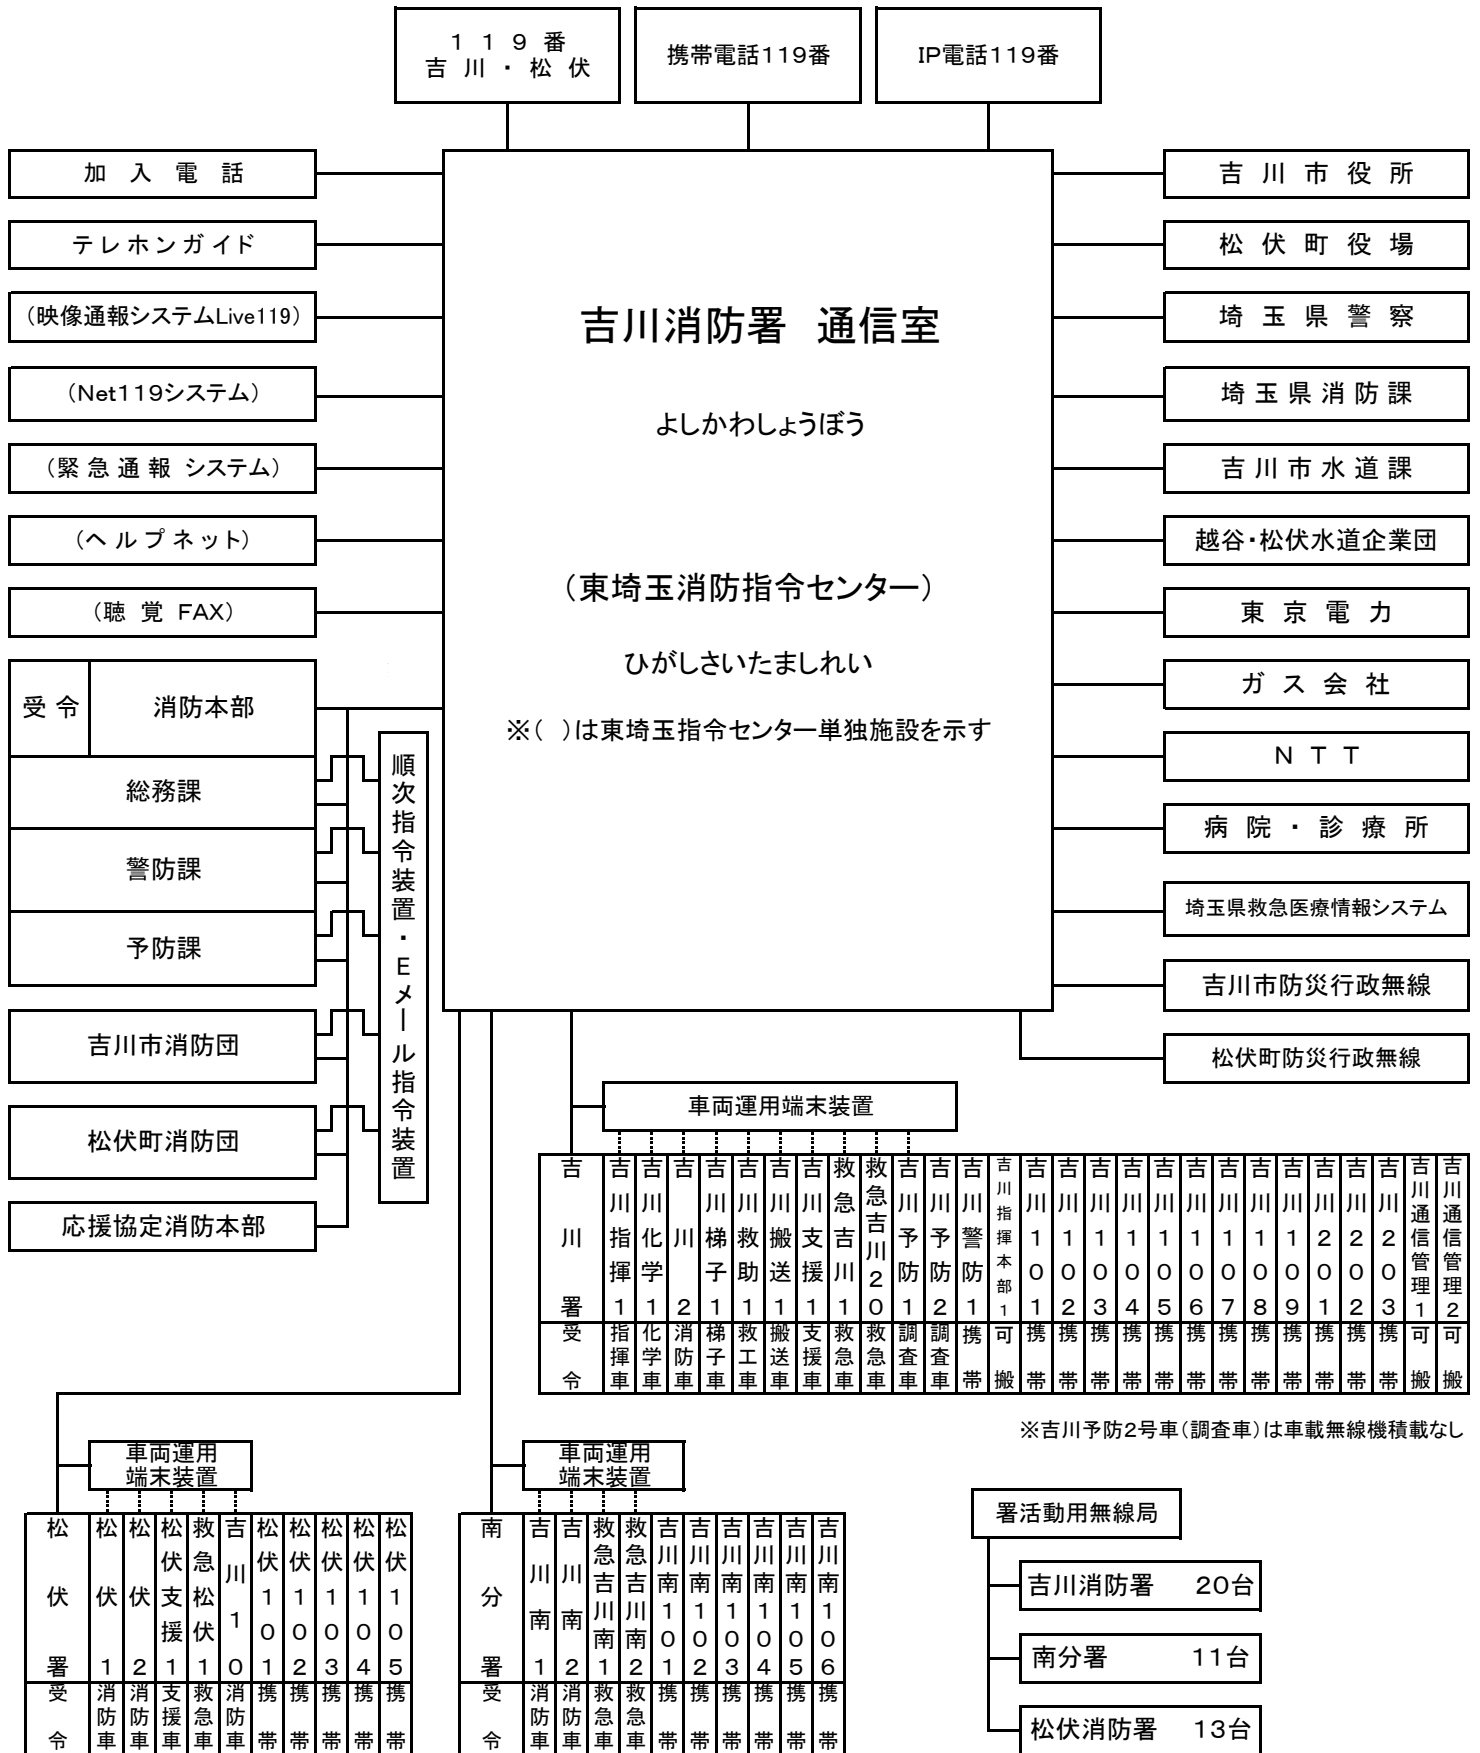 １１９番
吉川・松伏
携帯電話119番
IP電話119番
加入電話
テレホンガイド
（映像通報システムLive119）
（Net119システム）
（緊急通報 システム）
（ヘルプネット）
（聴覚 FAX）
受令
消防本部
総務課
警防課
予防課
吉川市消防団
松伏町消防団
応援協定消防本部
順次指令装置・Eメール指令装置
吉川消防署　通信室
よしかわしょうぼう
（東埼玉消防指令センター）
ひがしさいたましれい
※（　）は東埼玉指令センター単独施設を示す
吉川市役所
松伏町役場
埼玉県警察
埼玉県消防課
吉川市水道課
越谷・松伏水道企業団
東京電力
ガス会社
ＮＴＴ
病院・診療所
埼玉県救急医療情報システム
吉川市防災行政無線
松伏町防災行政無線
車両運用端末装置
吉川署 受令
吉川指揮1 指揮車
吉川化学1 化学車
吉川2 消防車
吉川梯子1 梯子車
吉川救助1 救工車
吉川搬送1 搬送車
吉川支援1 支援車
救急吉川1 救急車
救急吉川20 救急車
吉川予防1 調査車
吉川予防2 調査車
吉川警防1 携帯
吉川指揮本部1 可搬
吉川101 携帯
吉川102 携帯
吉川103 携帯
吉川104 携帯
吉川105 携帯
吉川106 携帯
吉川107 携帯
吉川108 携帯
吉川109 携帯
吉川201 携帯
吉川202 携帯
吉川203 携帯
吉川通信管理1 可搬
吉川通信管理2 可搬
※吉川予防2号車（調査車）は車載無線機積載なし
車両運用
端末装置
松伏署 受令
松伏1 消防車
松伏2 消防車
松伏支援1 支援車
救急松伏1 救急車
吉川10 消防車
松伏101 携帯
松伏102 携帯
松伏103 携帯
松伏104 携帯
松伏105 携帯
車両運用
端末装置
南分署 受令
吉川南1 消防車
吉川南2 消防車
救急吉川南1 救急車
救急吉川南2 救急車
吉川南101 携帯
吉川南102 携帯
吉川南103 携帯
吉川南104 携帯
吉川南105 携帯
吉川南106 携帯
署活動用無線局
吉川消防署　20台
南分署　11台
松伏消防署　13台